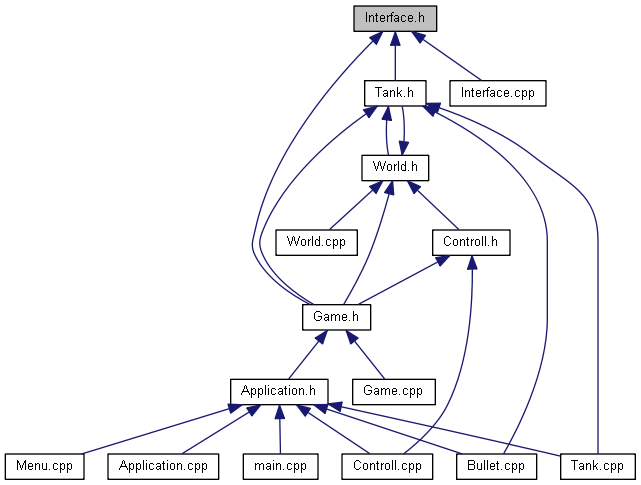 Interface.h
Tank.h
Interface.cpp
World.h
World.cpp
Controll.h
Game.h
Application.h
Game.cpp
Menu.cpp
Application.cpp
main.cpp
Controll.cpp
Bullet.cpp
Tank.cpp